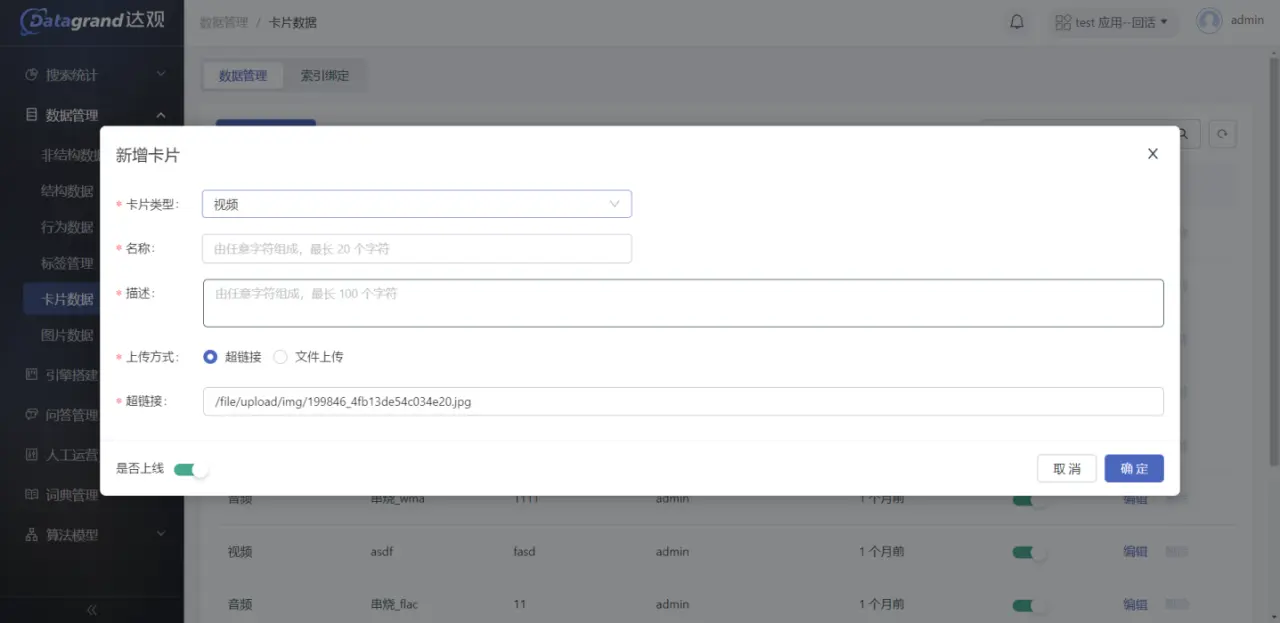 Datagrand达观
数据管理 / 卡片数据
test 应用--回话
admin
搜索统计
数据管理
非结构数据
结构数据
行为数据
标签管理
卡片数据
图片数据
引擎搭建
问答管理
人工运营
词典管理
算法模型
数据管理 索引绑定
新增卡片
* 卡片类型: 视频
* 名称: 由任意字符组成，最长 20 个字符
* 描述: 由任意字符组成，最长 100 个字符
* 上传方式: 超链接 文件上传
* 超链接: /file/upload/img/199846_4fb13de54c034e20.jpg
是否上线 取 消 确 定
音频 串烧_wma 1111 admin 1 个月前 编辑
视频 asdf fasd admin 1 个月前 编辑
音频 串烧_flac 11 admin 1 个月前 编辑